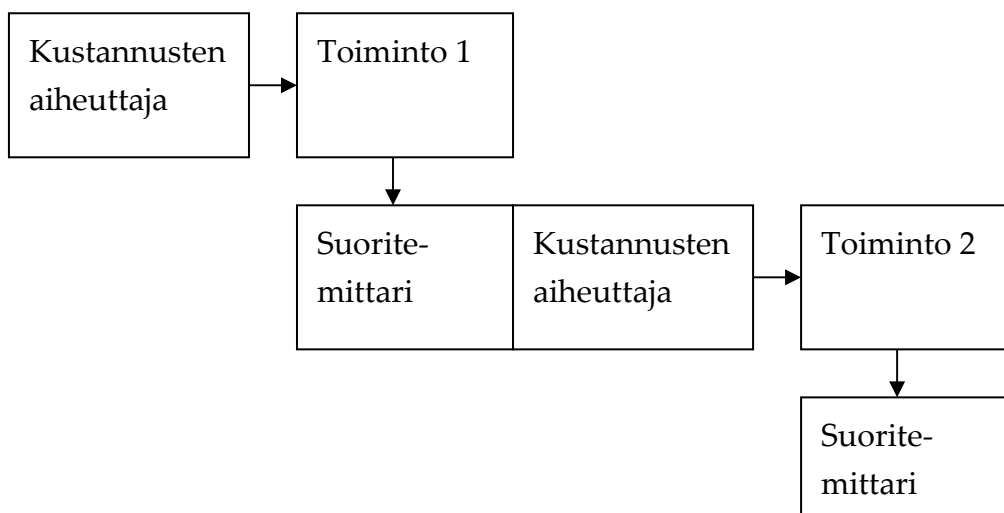 Kustannusten
aiheuttaja
Toiminto 1
Suorite-
mittari
Kustannusten
aiheuttaja
Toiminto 2
Suorite-
mittari